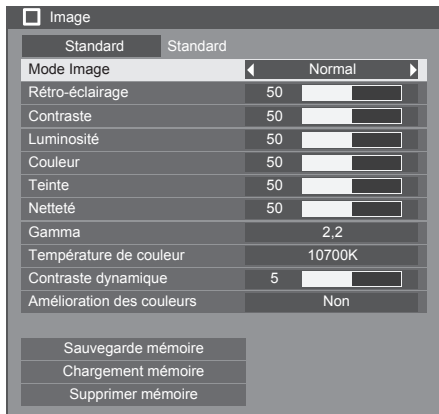 Image
Standard Standard
Mode Image Normal
Rétro-éclairage 50
Contraste 50
Luminosité 50
Couleur 50
Teinte 50
Netteté 50
Gamma 2,2
Température de couleur 10700K
Contraste dynamique 5
Amélioration des couleurs Non
Sauvegarde mémoire
Chargement mémoire
Supprimer mémoire